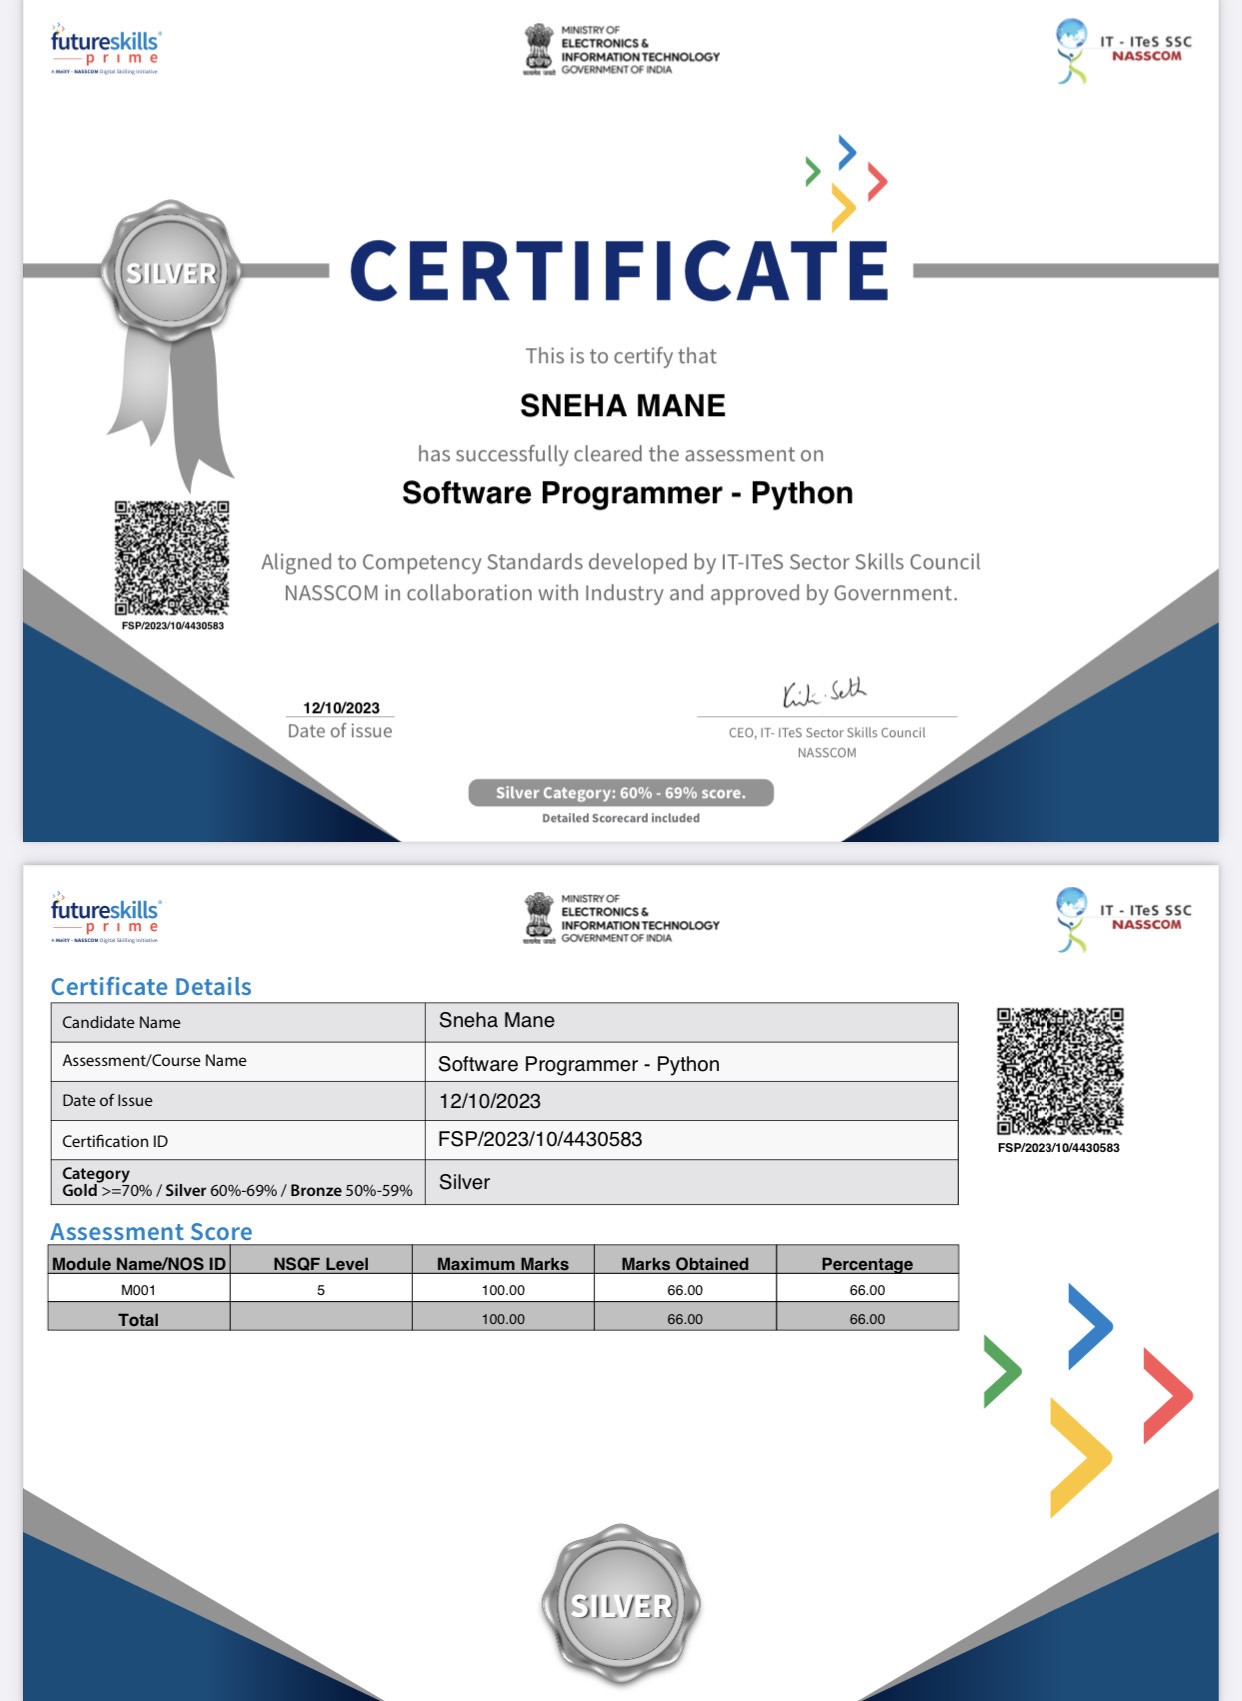 futureskills
prime
A MeitY - NASSCOM Digital Skilling Initiative
सत्यमेव जयते
MINISTRY OF
ELECTRONICS &
INFORMATION TECHNOLOGY
GOVERNMENT OF INDIA
IT - ITeS SSC
NASSCOM
SILVER
CERTIFICATE
This is to certify that
SNEHA MANE
has successfully cleared the assessment on
Software Programmer - Python
Aligned to Competency Standards developed by IT-ITeS Sector Skills Council
NASSCOM in collaboration with Industry and approved by Government.
FSP/2023/10/4430583
12/10/2023
Date of issue
CEO, IT- ITeS Sector Skills Council
NASSCOM
Silver Category: 60% - 69% score.
Detailed Scorecard included
futureskills
prime
A MeitY - NASSCOM Digital Skilling Initiative
सत्यमेव जयते
MINISTRY OF
ELECTRONICS &
INFORMATION TECHNOLOGY
GOVERNMENT OF INDIA
IT - ITeS SSC
NASSCOM
Certificate Details
Candidate Name Sneha Mane
Assessment/Course Name Software Programmer - Python
Date of Issue 12/10/2023
Certification ID FSP/2023/10/4430583
Category
Gold >=70% / Silver 60%-69% / Bronze 50%-59% Silver
FSP/2023/10/4430583
Assessment Score
Module Name/NOS ID NSQF Level Maximum Marks Marks Obtained Percentage
M001 5 100.00 66.00 66.00
Total 100.00 66.00 66.00
SILVER